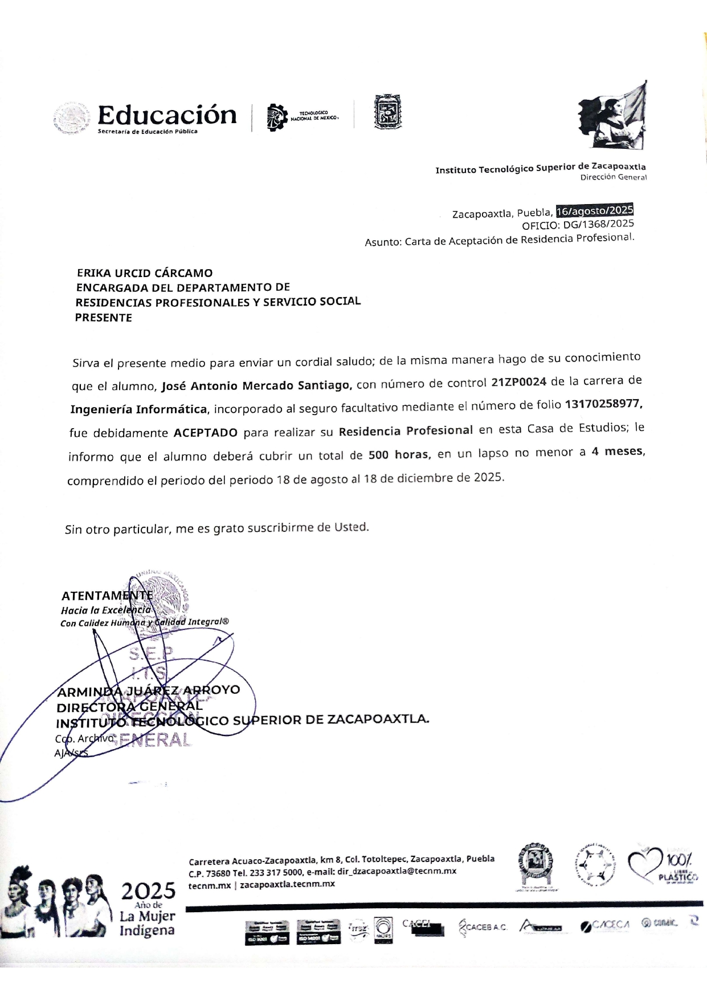 Educación
Secretaría de Educación Pública
TECNOLOGICO
NACIONAL DE MEXICO
Instituto Tecnológico Superior de Zacapoaxtla
Dirección General
Zacapoaxtla, Puebla, 16/agosto/2025
OFICIO: DG/1368/2025
Asunto: Carta de Aceptación de Residencia Profesional.
ERIKA URCID CÁRCAMO
ENCARGADA DEL DEPARTAMENTO DE
RESIDENCIAS PROFESIONALES Y SERVICIO SOCIAL
PRESENTE
Sirva el presente medio para enviar un cordial saludo; de la misma manera hago de su conocimiento
que el alumno, José Antonio Mercado Santiago, con número de control 21ZP0024 de la carrera de
Ingeniería Informática, incorporado al seguro facultativo mediante el número de folio 13170258977,
fue debidamente ACEPTADO para realizar su Residencia Profesional en esta Casa de Estudios; le
informo que el alumno deberá cubrir un total de 500 horas, en un lapso no menor a 4 meses,
comprendido el periodo del periodo 18 de agosto al 18 de diciembre de 2025.
Sin otro particular, me es grato suscribirme de Usted.
ATENTAMENTE
Hacia la Excelencia
Con Calidez Humana y Calidad Integral®
S.E.P.
I.T.S.
ZACAPOAXTLA
DIRECCIÓN
GENERAL
ARMINDA JUÁREZ ARROYO
DIRECTORA GENERAL
INSTITUTO TECNOLÓGICO SUPERIOR DE ZACAPOAXTLA.
Ccp. Archivo
AJA/srs
Carretera Acuaco-Zacapoaxtla, km 8, Col. Totoltepec, Zacapoaxtla, Puebla
C.P. 73680 Tel. 233 317 5000, e-mail: dir_dzacapoaxtla@tecnm.mx
tecnm.mx | zacapoaxtla.tecnm.mx
100%
PLÁSTICO
2025
Año de
La Mujer
Indígena
ISO 9001
ISO 14001
CACEI
CACEB A.C.
CACECA